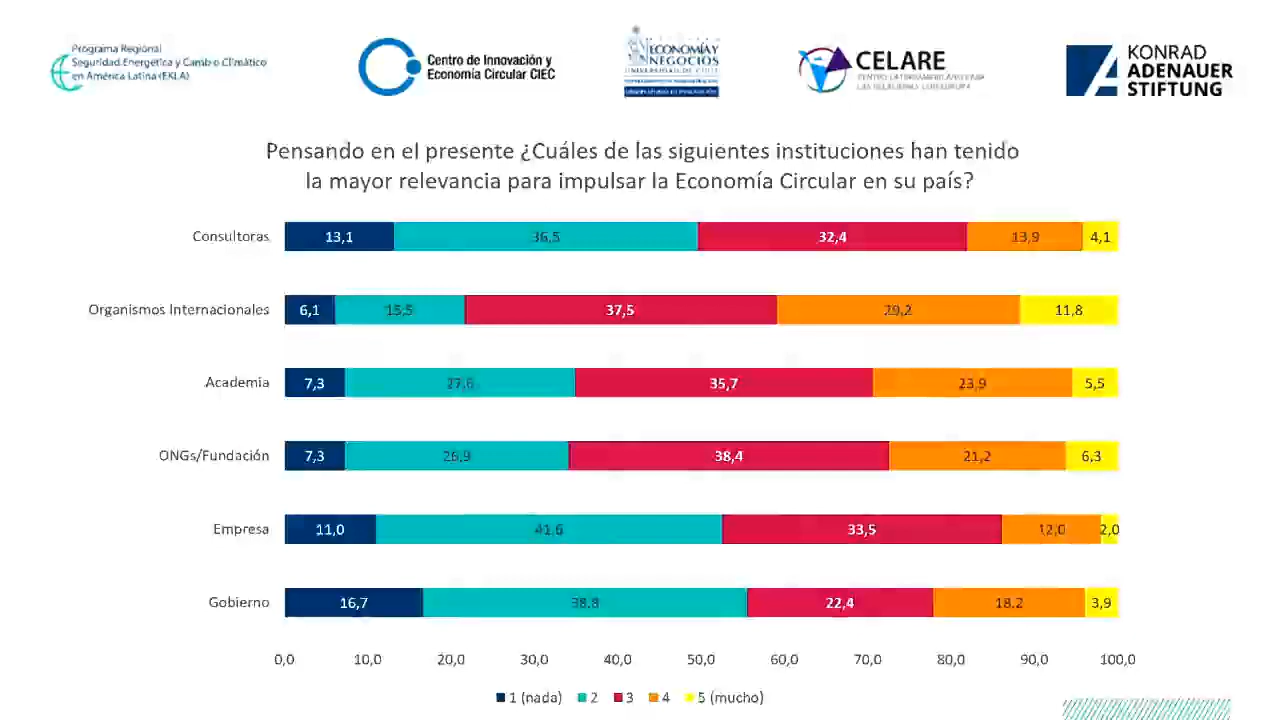 Programa Regional
Seguridad Energética y Cambio Climático
en América Latina (EKLA)
Centro de Innovación y
Economía Circular CIEC
ECONOMÍA Y
NEGOCIOS
UNIVERSIDAD DE CHILE
CELARE
KONRAD
ADENAUER
STIFTUNG
Pensando en el presente ¿Cuáles de las siguientes instituciones han tenido
la mayor relevancia para impulsar la Economía Circular en su país?
Consultoras 13,1 36,5 32,4 13,9 4,1
Organismos Internacionales 6,1 15,5 37,5 29,2 11,8
Academia 7,3 27,6 35,7 23,9 5,5
ONGs/Fundación 7,3 26,9 38,4 21,2 6,3
Empresa 11,0 41,6 33,5 12,0 2,0
Gobierno 16,7 38,8 22,4 18,2 3,9
0,0 10,0 20,0 30,0 40,0 50,0 60,0 70,0 80,0 90,0 100,0
1 (nada) 2 3 4 5 (mucho)